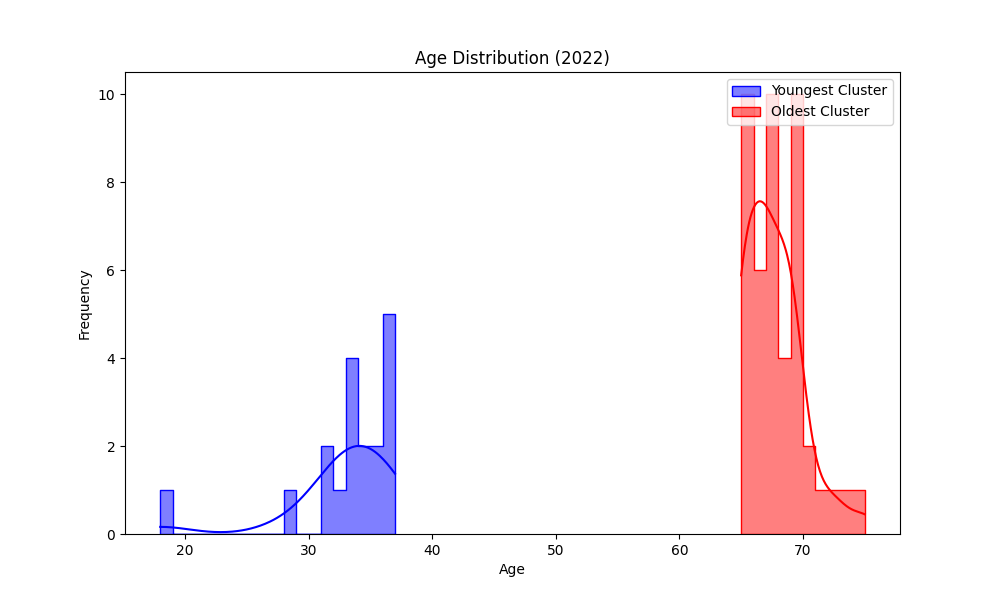 Age Distribution (2022)
Youngest Cluster
Oldest Cluster
Frequency
10
8
6
4
2
0
20 30 40 50 60 70
Age